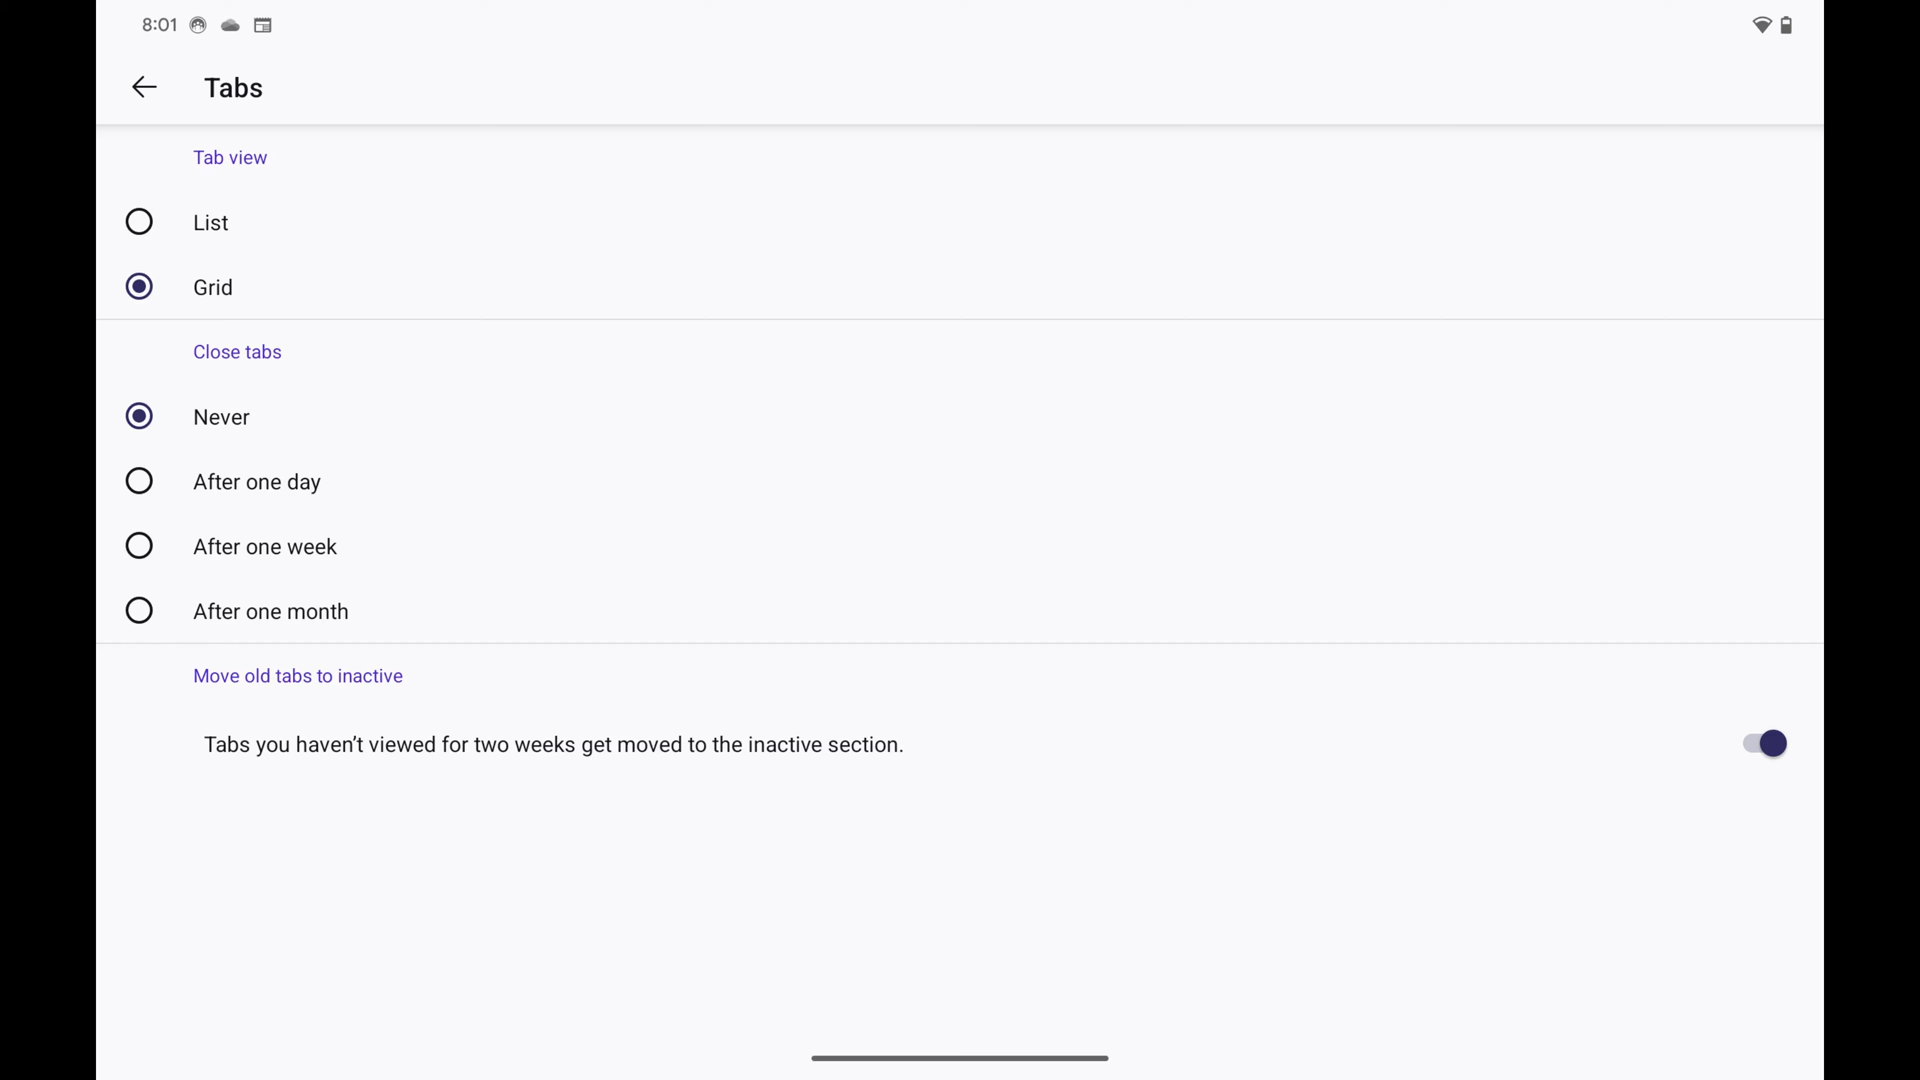 8:01
Tabs
Tab view
List
Grid
Close tabs
Never
After one day
After one week
After one month
Move old tabs to inactive
Tabs you haven’t viewed for two weeks get moved to the inactive section.